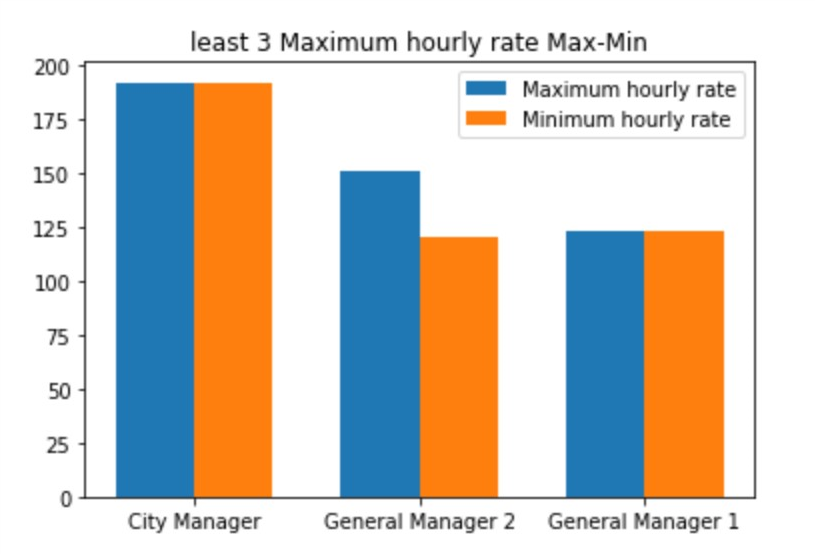 least 3 Maximum hourly rate Max-Min
200
175
150
125
100
75
50
25
0
Maximum hourly rate
Minimum hourly rate
City Manager
General Manager 2
General Manager 1